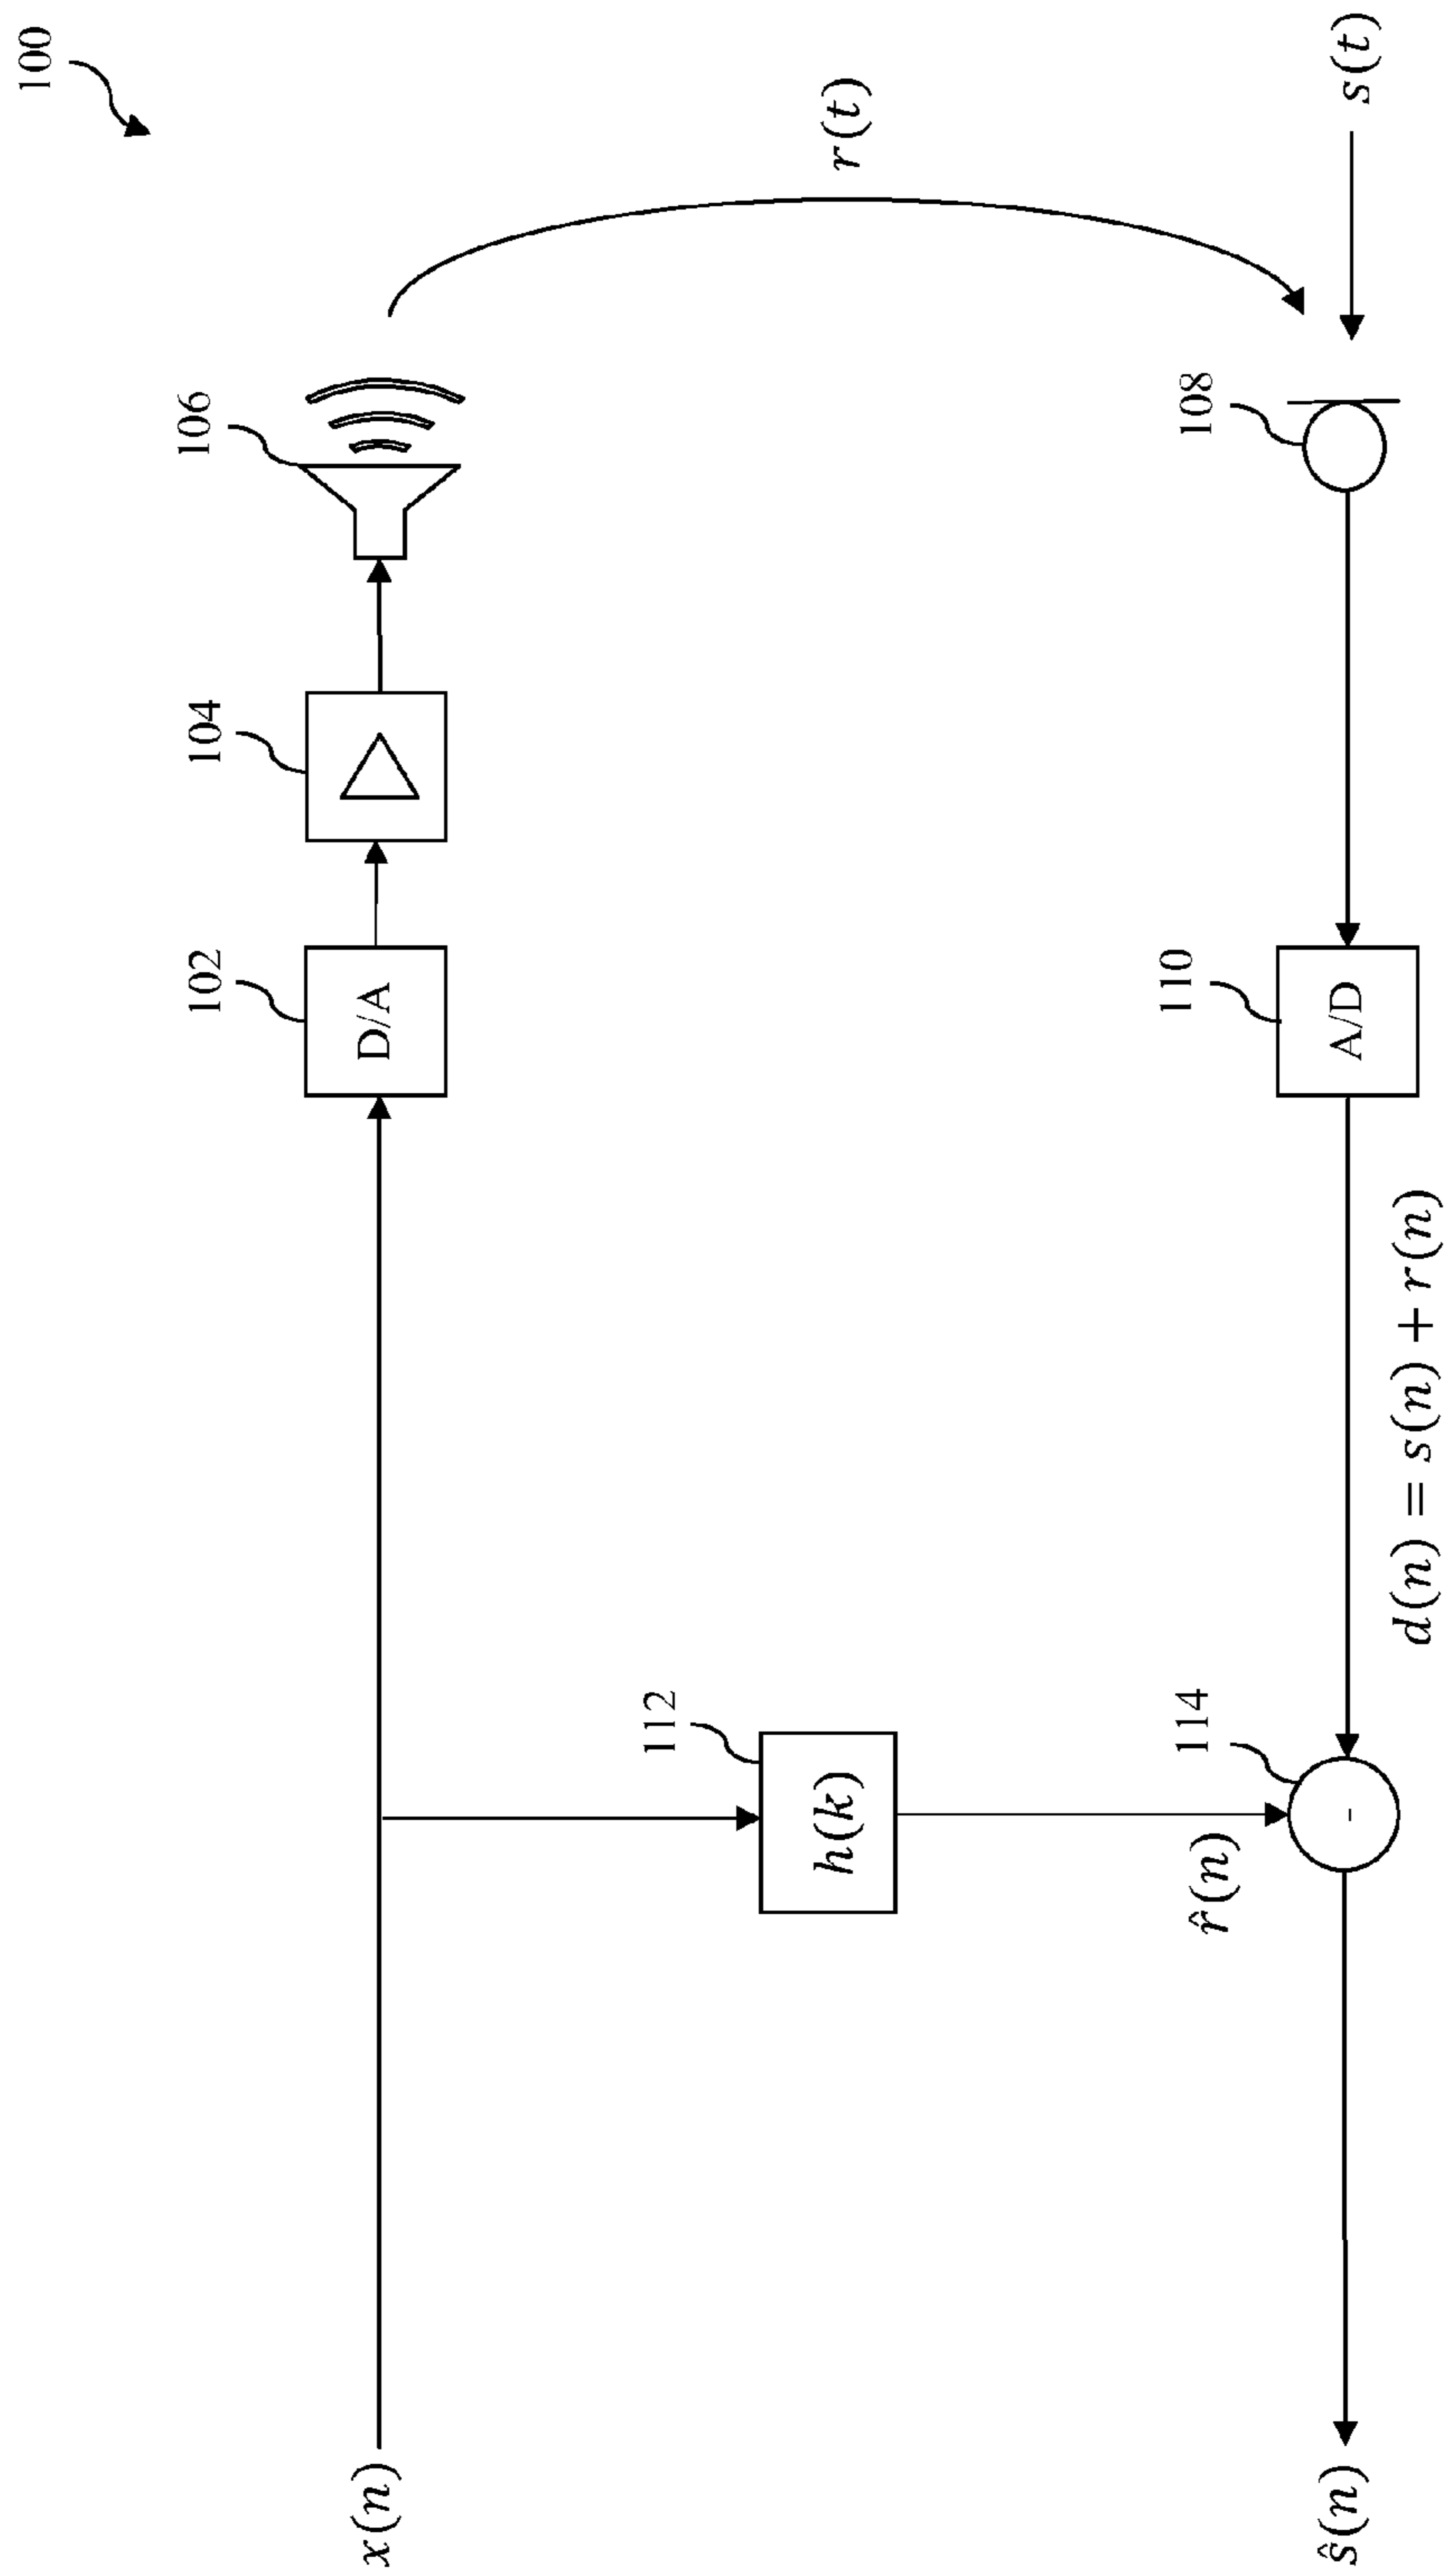 100
106
104
102
D/A
x(n)
r(t)
112
h(k)
r̂(n)
108
s(t)
110
A/D
114
-
d(n) = s(n) + r(n)
ŝ(n)